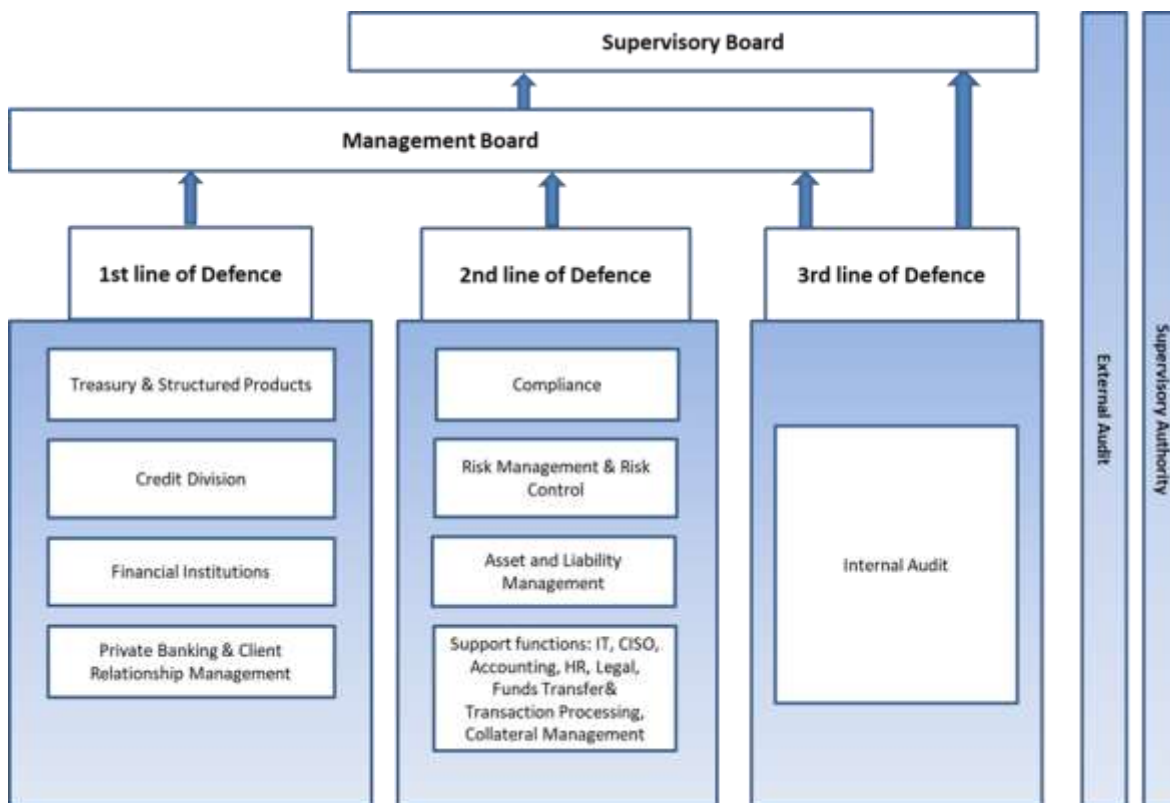 Supervisory Board
Management Board
1st line of Defence
2nd line of Defence
3rd line of Defence
Treasury & Structured Products
Credit Division
Financial Institutions
Private Banking & Client
Relationship Management
Compliance
Risk Management & Risk
Control
Asset and Liability
Management
Support functions: IT, CISO,
Accounting, HR, Legal,
Funds Transfer&
Transaction Processing,
Collateral Management
Internal Audit
External Audit
Supervisory Authority